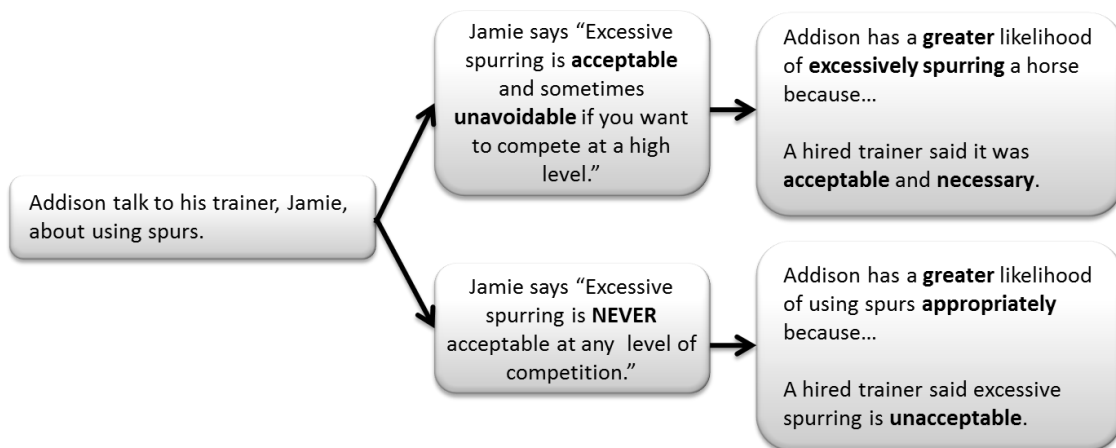 Addison talk to his trainer, Jamie,
about using spurs.
Jamie says “Excessive
spurring is acceptable
and sometimes
unavoidable if you want
to compete at a high
level.”
Addison has a greater likelihood
of excessively spurring a horse
because…
A hired trainer said it was
acceptable and necessary.
Jamie says “Excessive
spurring is NEVER
acceptable at any level of
competition.”
Addison has a greater likelihood
of using spurs appropriately
because…
A hired trainer said excessive
spurring is unacceptable.